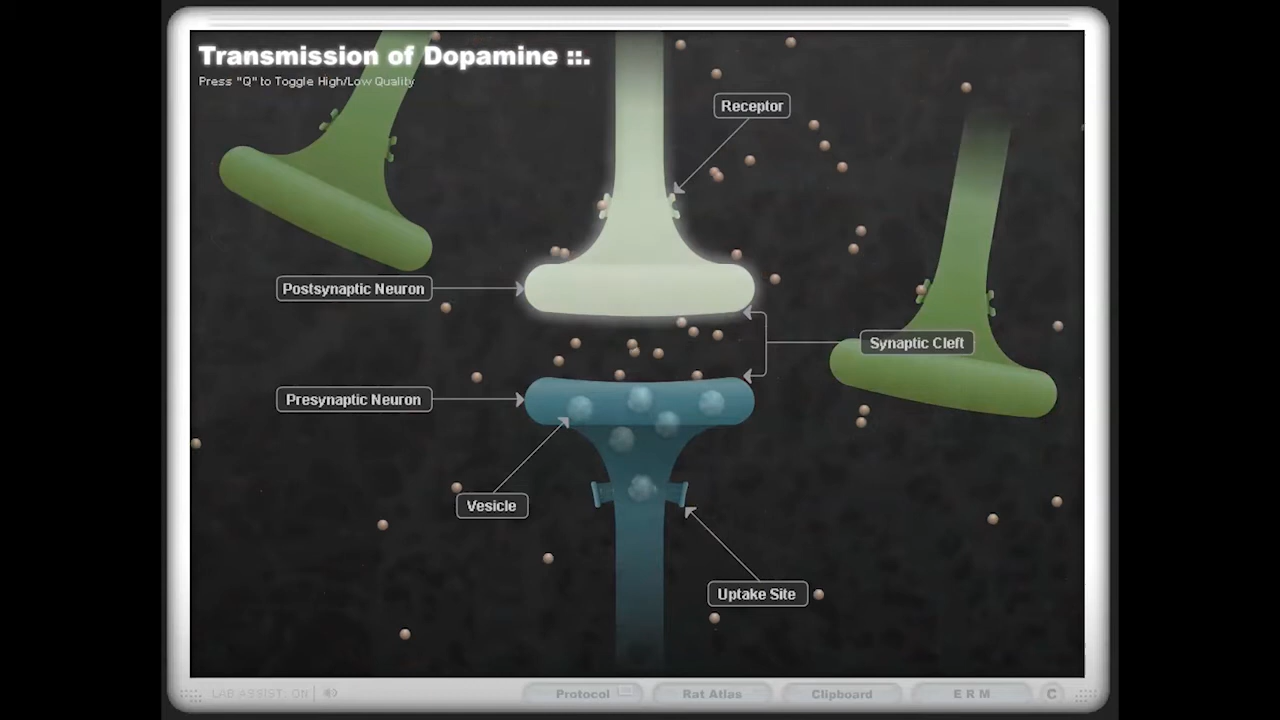 Transmission of Dopamine ::.
Press "Q" to Toggle High/Low Quality
Receptor
Postsynaptic Neuron
Synaptic Cleft
Presynaptic Neuron
Vesicle
Uptake Site
LAB ASSIST: ON
Protocol
Rat Atlas
Clipboard
E R M
C